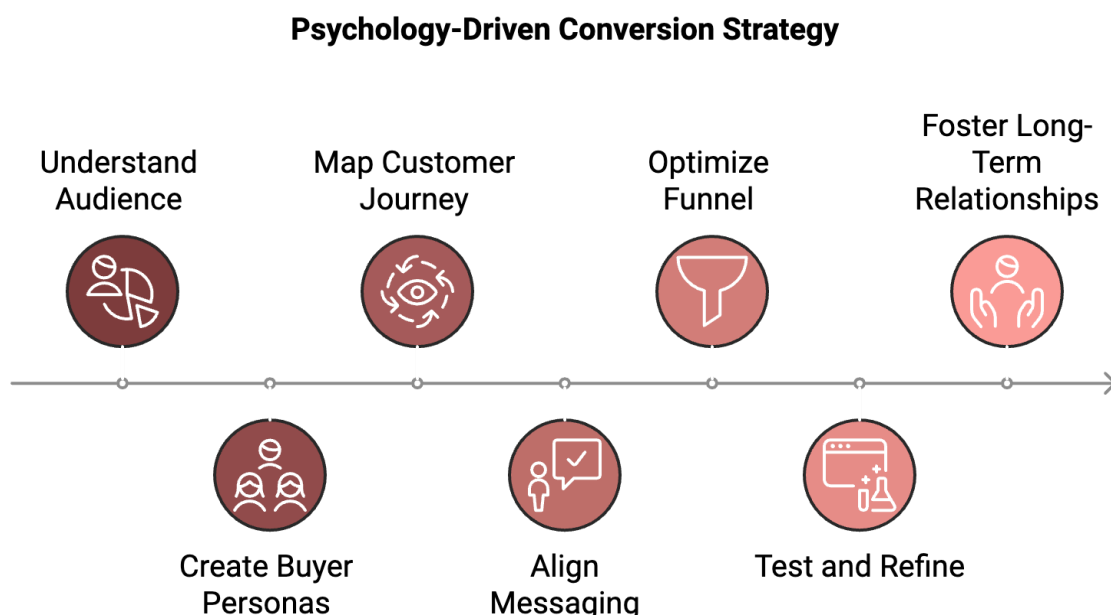 Psychology-Driven Conversion Strategy
Understand
Audience
Create Buyer
Personas
Map Customer
Journey
Align
Messaging
Optimize
Funnel
Test and Refine
Foster Long-
Term
Relationships